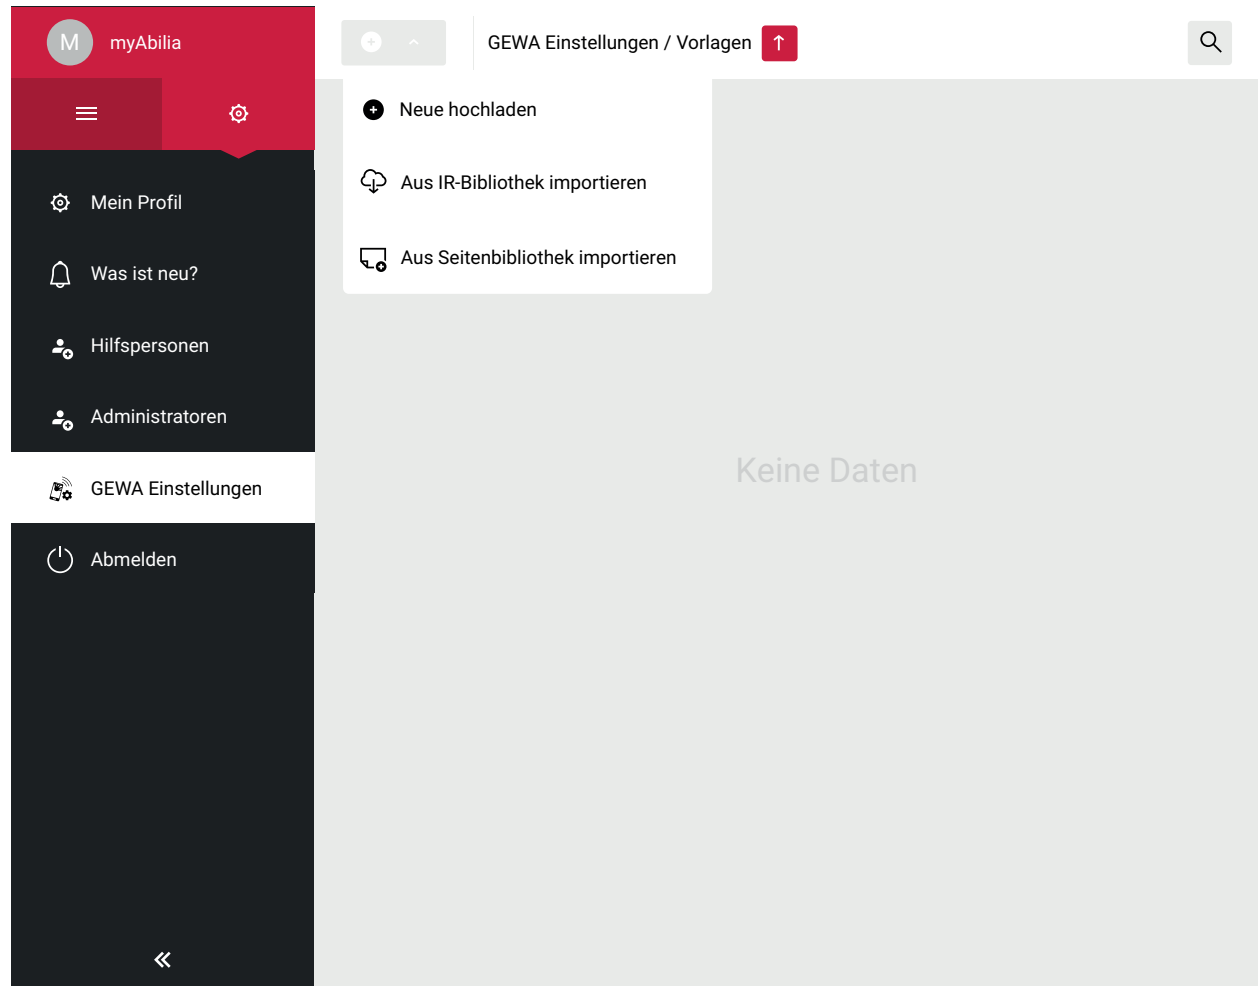 M myAbilia
GEWA Einstellungen / Vorlagen
Neue hochladen
Aus IR-Bibliothek importieren
Aus Seitenbibliothek importieren
Mein Profil
Was ist neu?
Hilfspersonen
Administratoren
GEWA Einstellungen
Abmelden
Keine Daten